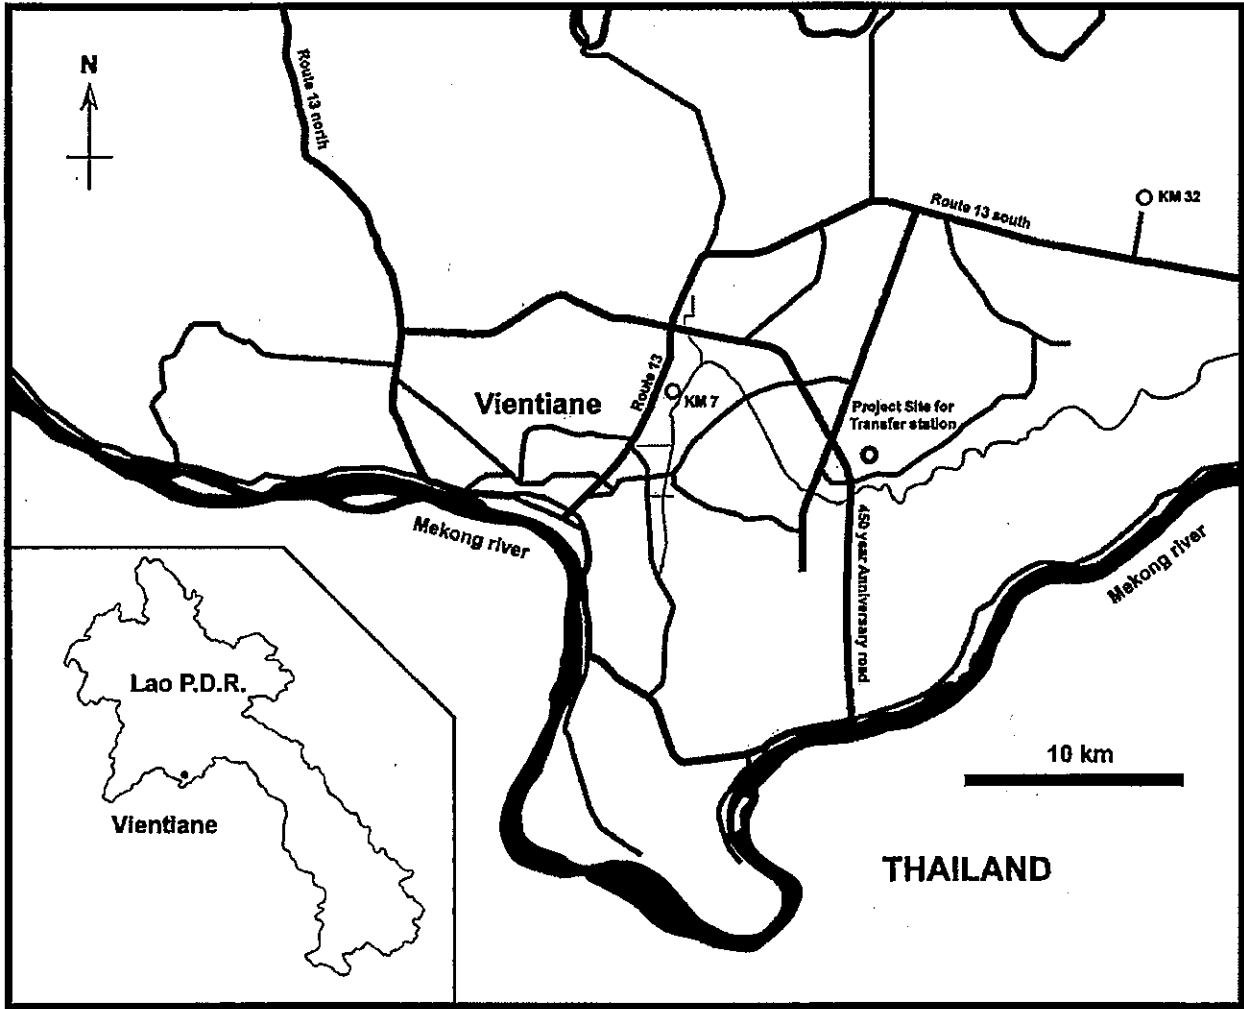 N
Route 13 north
Route 13 south
KM 32
Route 13
KM 7
Vientiane
Project Site for
Transfer station
450 year Anniversary road
Mekong river
Mekong river
Lao P.D.R.
Vientiane
10 km
THAILAND